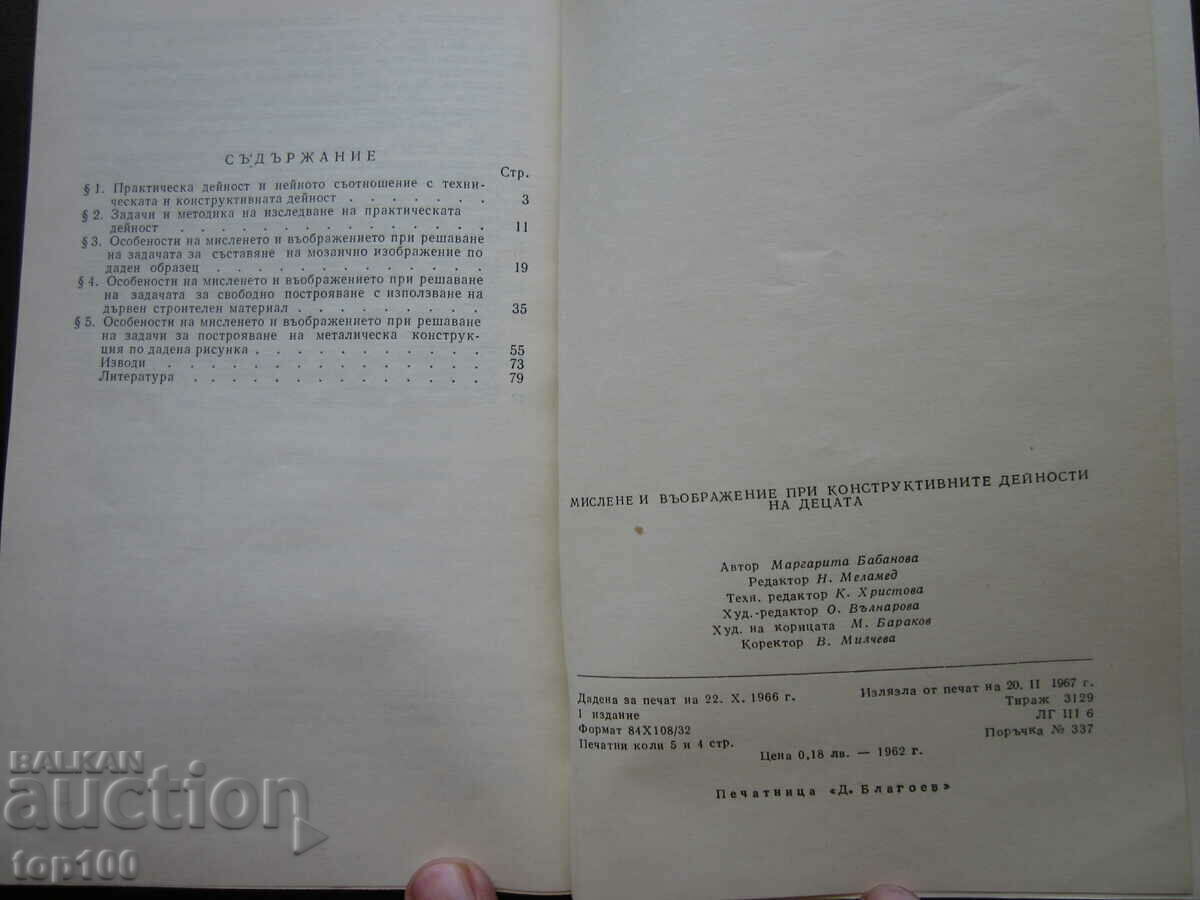 СЪДЪРЖАНИЕ
Стр.
§ 1. Практическа дейност и нейното съотношение с техни-
ческата и конструктивната дейност . . . . . . . 3
§ 2. Задачи и методика на изследване на практическата
дейност . . . . . . . . . . . . . . . 11
§ 3. Особености на мисленето и въображението при решаване
на задачата за съставяне на мозаично изображение по
даден образец . . . . . . . . . . . . . 19
§ 4. Особености на мисленето и въображението при решаване
на задачата за свободно построяване с използване на
дървен строителен материал . . . . . . . . . 35
§ 5. Особености на мисленето и въображението при решаване
на задачи за построяване на металическа конструк-
ция по дадена рисунка . . . . . . . . . . . 55
Изводи . . . . . . . . . . . . . . . 73
Литература . . . . . . . . . . . . . . 79
МИСЛЕНЕ И ВЪОБРАЖЕНИЕ ПРИ КОНСТРУКТИВНИТЕ ДЕЙНОСТИ
НА ДЕЦАТА
Автор Маргарита Бабанова
Редактор Н. Меламед
Техн. редактор К. Христова
Худ.-редактор О. Вълнарова
Худ. на корицата М. Бараков
Коректор В. Милчева
Дадена за печат на 22. X. 1966 г. Излязла от печат на 20. II 1967 г.
I издание Тираж 3129
Формат 84X108/32 ЛГ III 6
Печатни коли 5 и 4 стр. Поръчка № 337
Цена 0,18 лв. — 1962 г.
Печатница «Д. Благоев»
BALKAN
auction
top100